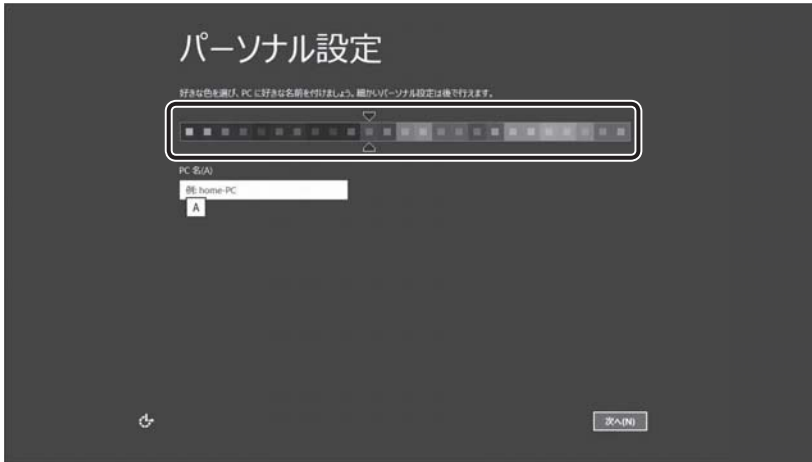 パーソナル設定
好きな色を選び、PC に好きな名前を付けましょう。細かいパーソナル設定は後で行えます。
PC 名(A)
例: home-PC
A
次へ(N)